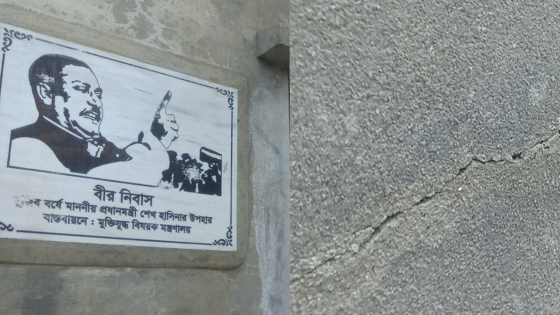 বীর নিবাস
বর্ষে মাননীয় প্রধানমন্ত্রী শেখ হাসিনার উপহার
বাস্তবায়নে : মুক্তিযুদ্ধ বিষয়ক মন্ত্রণালয়